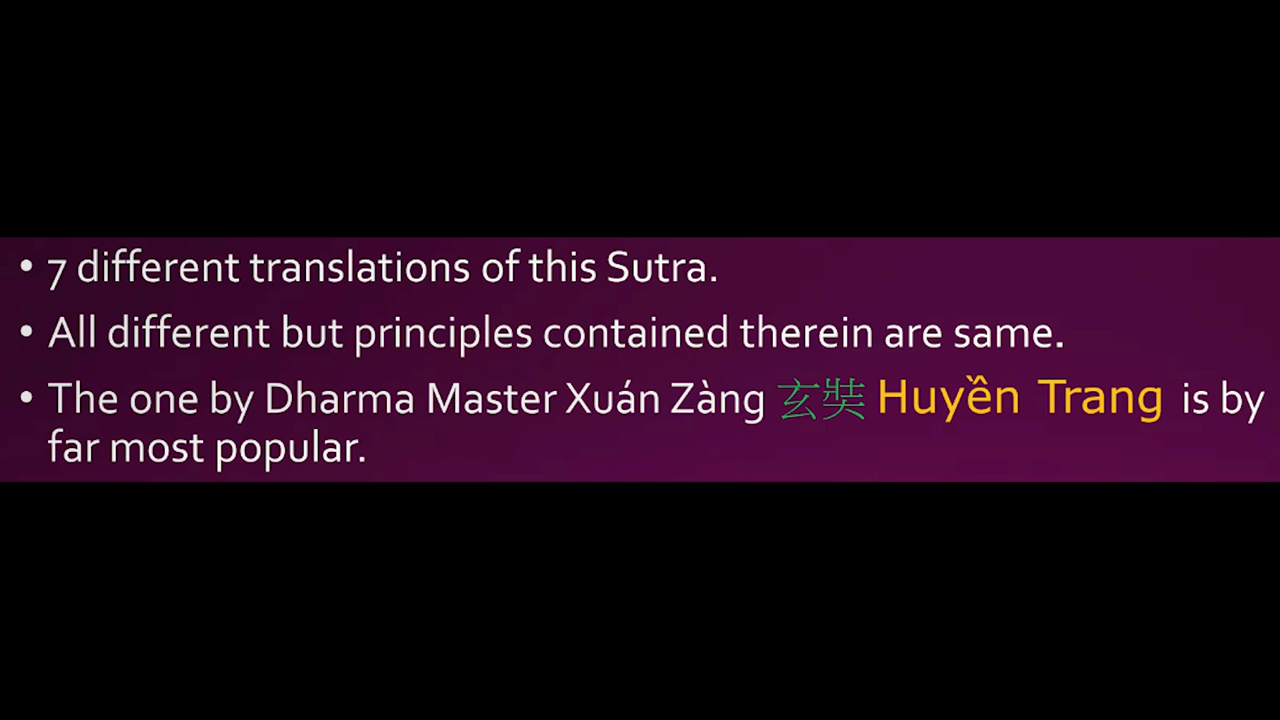 • 7 different translations of this Sutra.
• All different but principles contained therein are same.
• The one by Dharma Master Xuán Zàng 玄奘 Huyền Trang is by
far most popular.